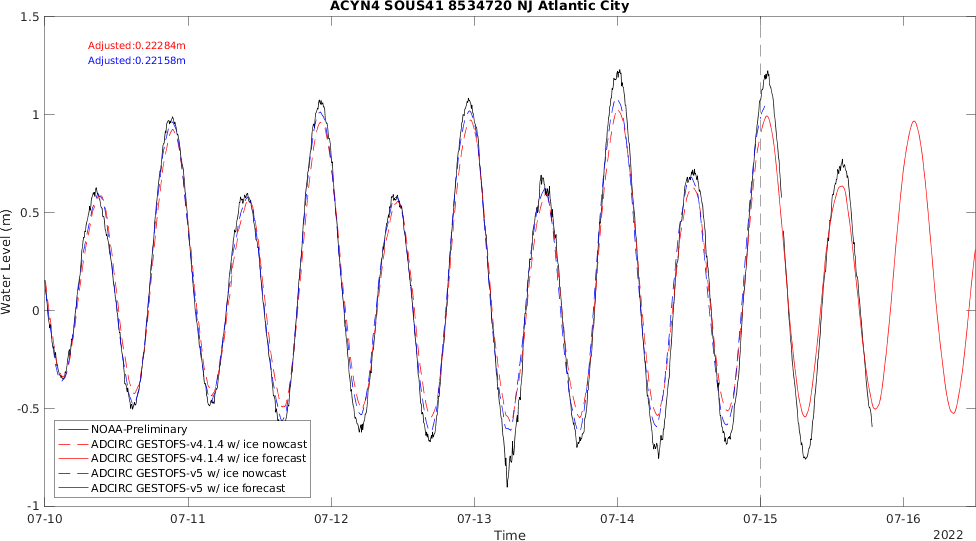 ACYN4 SOUS41 8534720 NJ Atlantic City
1.5
Adjusted:0.22284m
Adjusted:0.22158m
1
0.5
Water Level (m)
0
-0.5
NOAA-Preliminary
ADCIRC GESTOFS-v4.1.4 w/ ice nowcast
ADCIRC GESTOFS-v4.1.4 w/ ice forecast
ADCIRC GESTOFS-v5 w/ ice nowcast
ADCIRC GESTOFS-v5 w/ ice forecast
-1
07-10 07-11 07-12 07-13 07-14 07-15 07-16
Time
2022